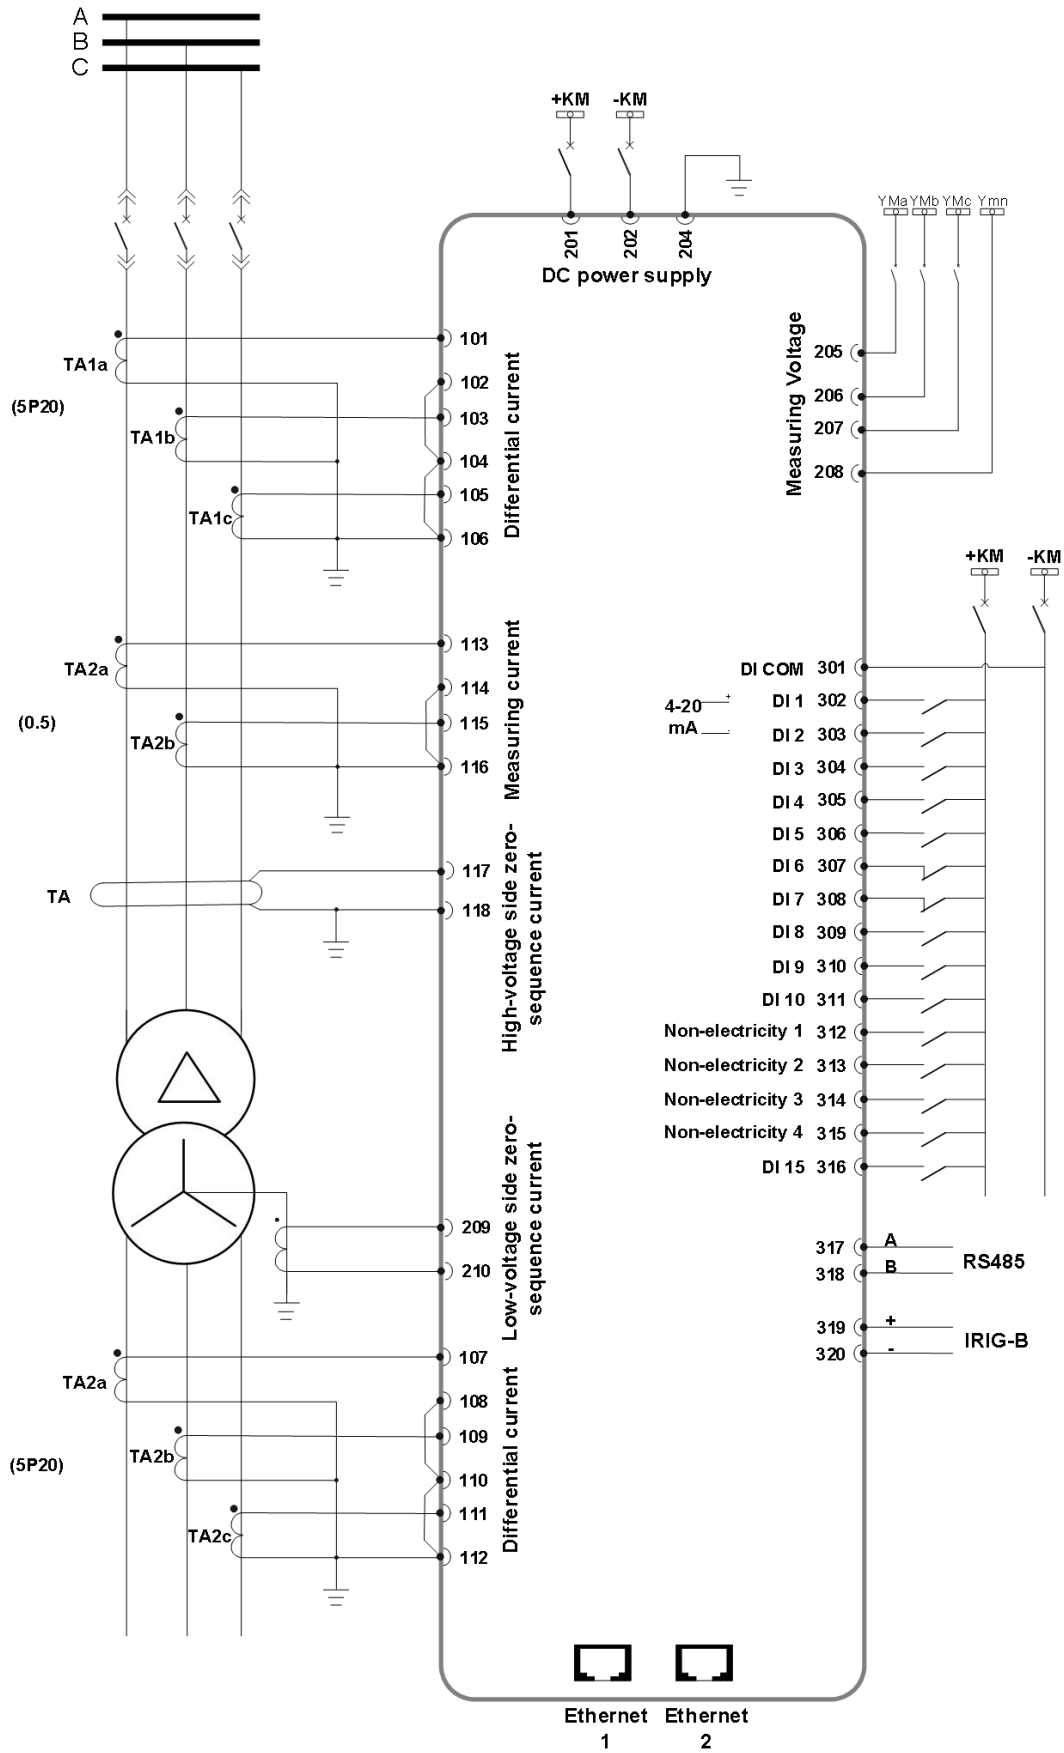 A
B
C
+KM
-KM
201
202
204
DC power supply
YMa
YMb
YMc
Ymn
Measuring Voltage
205
206
207
208
TA1a
(5P20)
TA1b
TA1c
101
102
103
104
105
106
Differential current
TA2a
(0.5)
TA2b
113
114
115
116
Measuring current
TA
117
118
High-voltage side zero-
sequence current
209
210
Low-voltage side zero-
sequence current
TA2a
(5P20)
TA2b
TA2c
107
108
109
110
111
112
Differential current
+KM
-KM
4-20
mA
+
-
DI COM 301
DI 1 302
DI 2 303
DI 3 304
DI 4 305
DI 5 306
DI 6 307
DI 7 308
DI 8 309
DI 9 310
DI 10 311
Non-electricity 1 312
Non-electricity 2 313
Non-electricity 3 314
Non-electricity 4 315
DI 15 316
317 A
318 B
RS485
319 +
320 -
IRIG-B
Ethernet
1
Ethernet
2